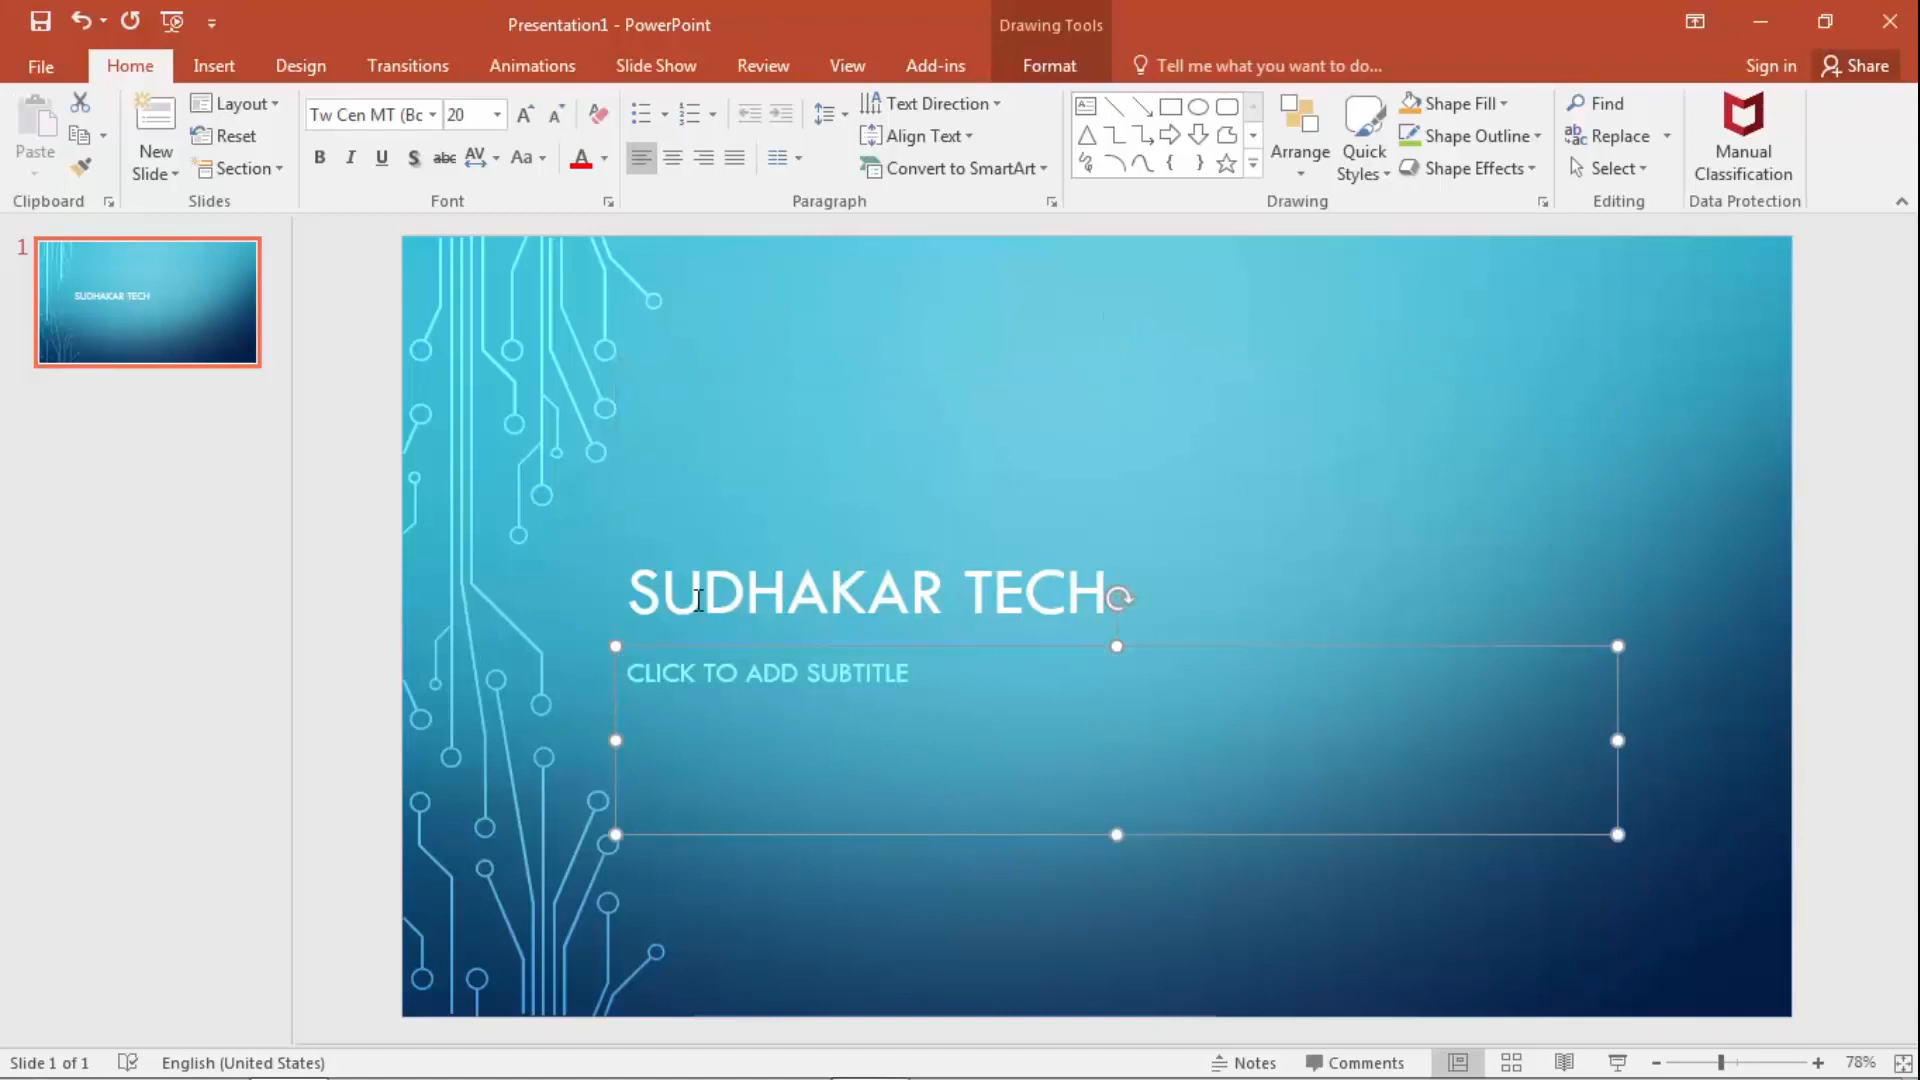 Presentation1 - PowerPoint
Drawing Tools
File Home Insert Design Transitions Animations Slide Show Review View Add-ins Format Tell me what you want to do... Sign in Share
Paste
Clipboard
New Slide
Layout
Reset
Section
Slides
Tw Cen MT (Bc 20
B I U S abc AV Aa A
Font
Text Direction
Align Text
Convert to SmartArt
Paragraph
Arrange
Quick Styles
Shape Fill
Shape Outline
Shape Effects
Drawing
Find
Replace
Select
Editing
Manual Classification
Data Protection
1
SUDHAKAR TECH
SUDHAKAR TECH
CLICK TO ADD SUBTITLE
Slide 1 of 1 English (United States) Notes Comments 78%